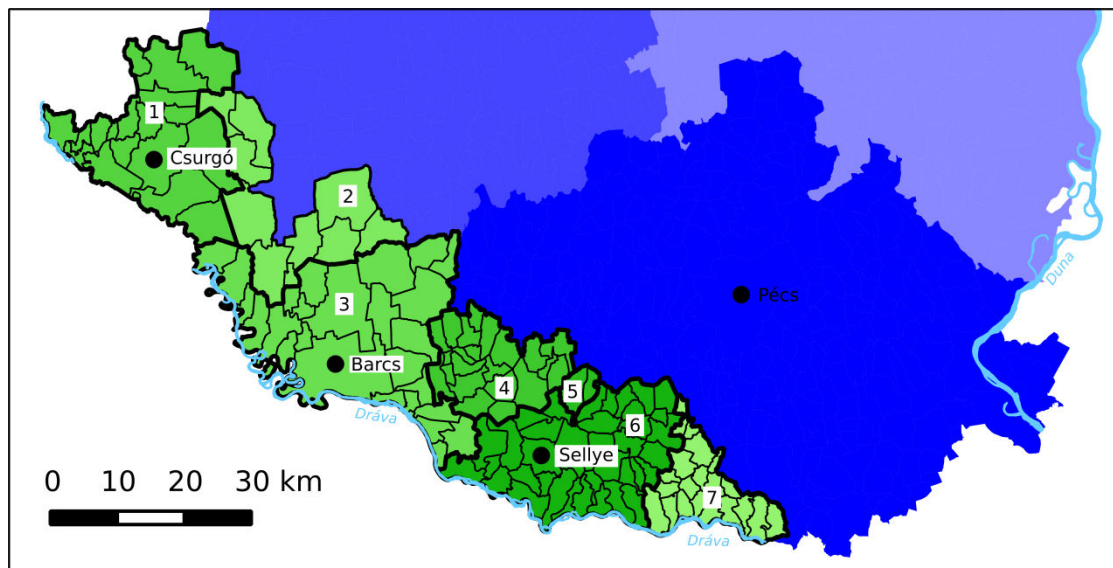 1
Csurgó
2
Duna
3
Pécs
Barcs
4
5
Dráva
6
Sellye
0 10 20 30 km
7
Dráva